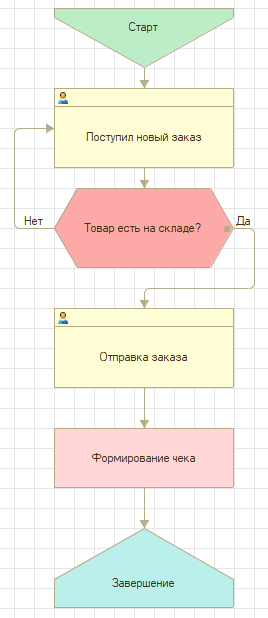 Старт
Поступил новый заказ
Товар есть на складе?
Нет
Да
Отправка заказа
Формирование чека
Завершение